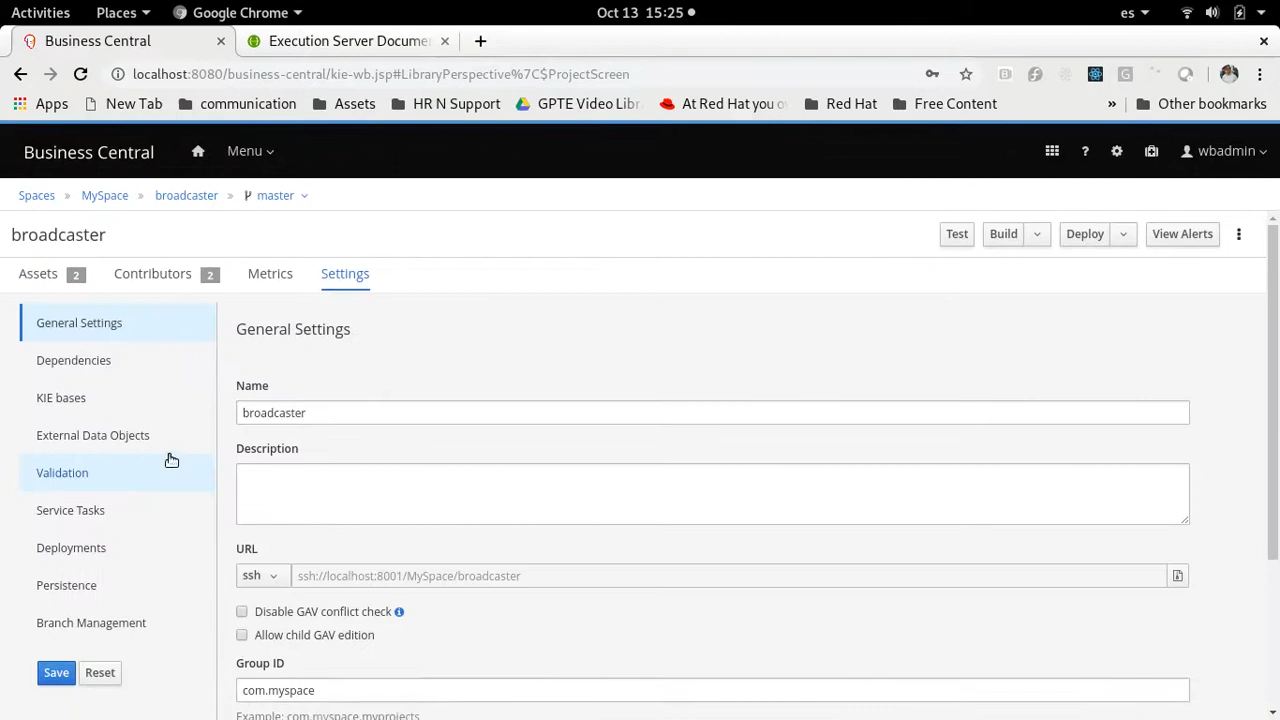 Activities Places Google Chrome Oct 13 15:25 es
Business Central Execution Server Docume
localhost:8080/business-central/kie-wb.jsp#LibraryPerspective%7C$ProjectScreen
Apps New Tab communication Assets HR N Support GPTE Video Libr At Red Hat you o Red Hat Free Content » Other bookmarks
Business Central Menu ? wbadmin
Spaces » MySpace » broadcaster » master
broadcaster Test Build Deploy View Alerts
Assets 2 Contributors 2 Metrics Settings
General Settings
Dependencies
KIE bases
External Data Objects
Validation
Service Tasks
Deployments
Persistence
Branch Management
Save Reset
General Settings
Name
broadcaster
Description
URL
ssh ssh://localhost:8001/MySpace/broadcaster
Disable GAV conflict check
Allow child GAV edition
Group ID
com.myspace
Example: com.myspace.myprojects